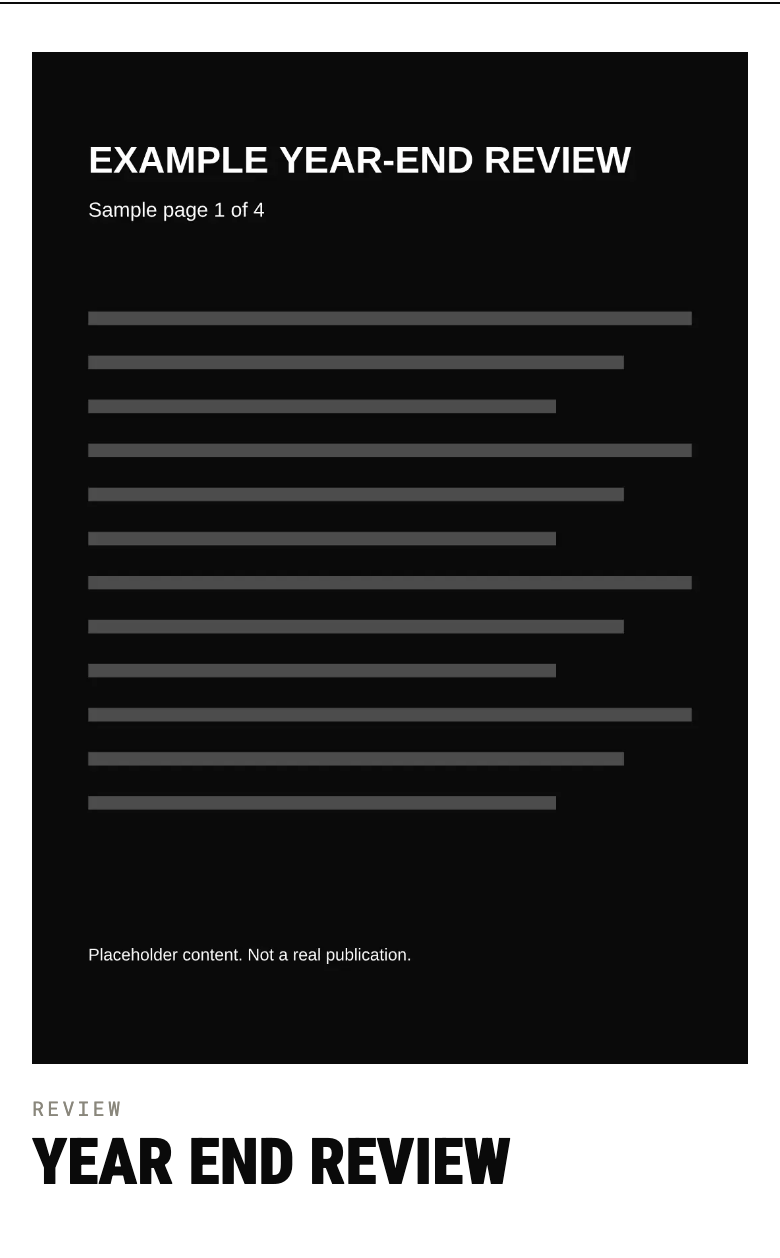 EXAMPLE YEAR-END REVIEW
Sample page 1 of 4
Placeholder content. Not a real publication.
REVIEW
YEAR END REVIEW